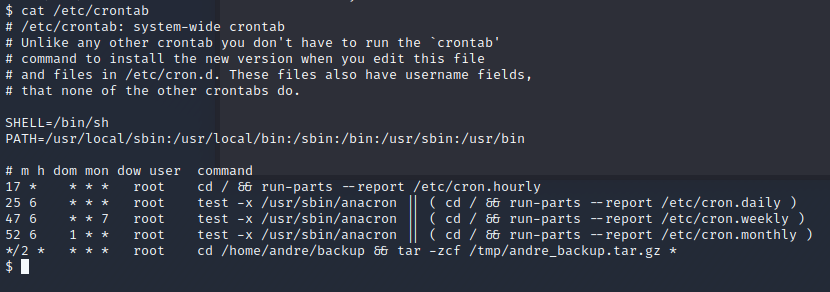 $ cat /etc/crontab
# /etc/crontab: system-wide crontab
# Unlike any other crontab you don't have to run the `crontab'
# command to install the new version when you edit this file
# and files in /etc/cron.d. These files also have username fields,
# that none of the other crontabs do.

SHELL=/bin/sh
PATH=/usr/local/sbin:/usr/local/bin:/sbin:/bin:/usr/sbin:/usr/bin

# m h dom mon dow user  command
17 *    * * *   root    cd / && run-parts --report /etc/cron.hourly
25 6    * * *   root    test -x /usr/sbin/anacron || ( cd / && run-parts --report /etc/cron.daily )
47 6    * * 7   root    test -x /usr/sbin/anacron || ( cd / && run-parts --report /etc/cron.weekly )
52 6    1 * *   root    test -x /usr/sbin/anacron || ( cd / && run-parts --report /etc/cron.monthly )
*/2 *   * * *   root    cd /home/andre/backup && tar -zcf /tmp/andre_backup.tar.gz *
$